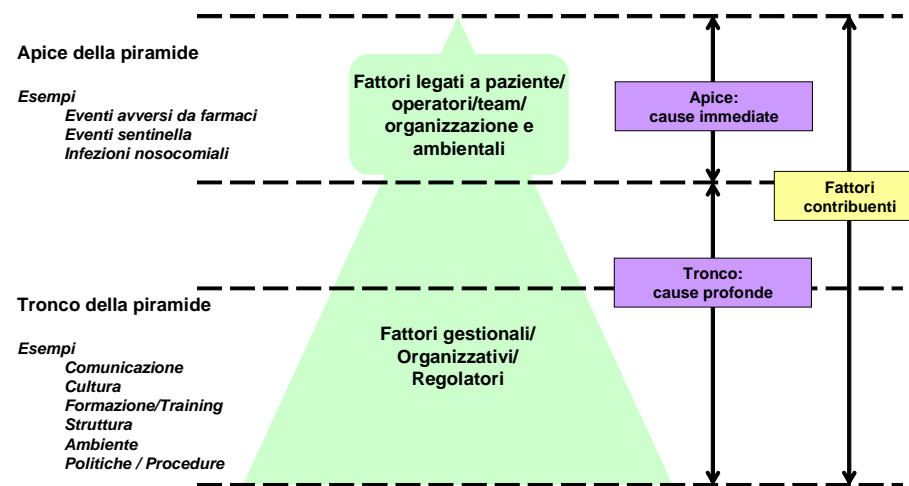 Apice della piramide
Esempi
Eventi avversi da farmaci
Eventi sentinella
Infezioni nosocomiali
Fattori legati a paziente/
operatori/team/
organizzazione e
ambientali
Apice:
cause immediate
Fattori
contribuenti
Tronco:
cause profonde
Tronco della piramide
Esempi
Comunicazione
Cultura
Formazione/Training
Struttura
Ambiente
Politiche / Procedure
Fattori gestionali/
Organizzativi/
Regolatori